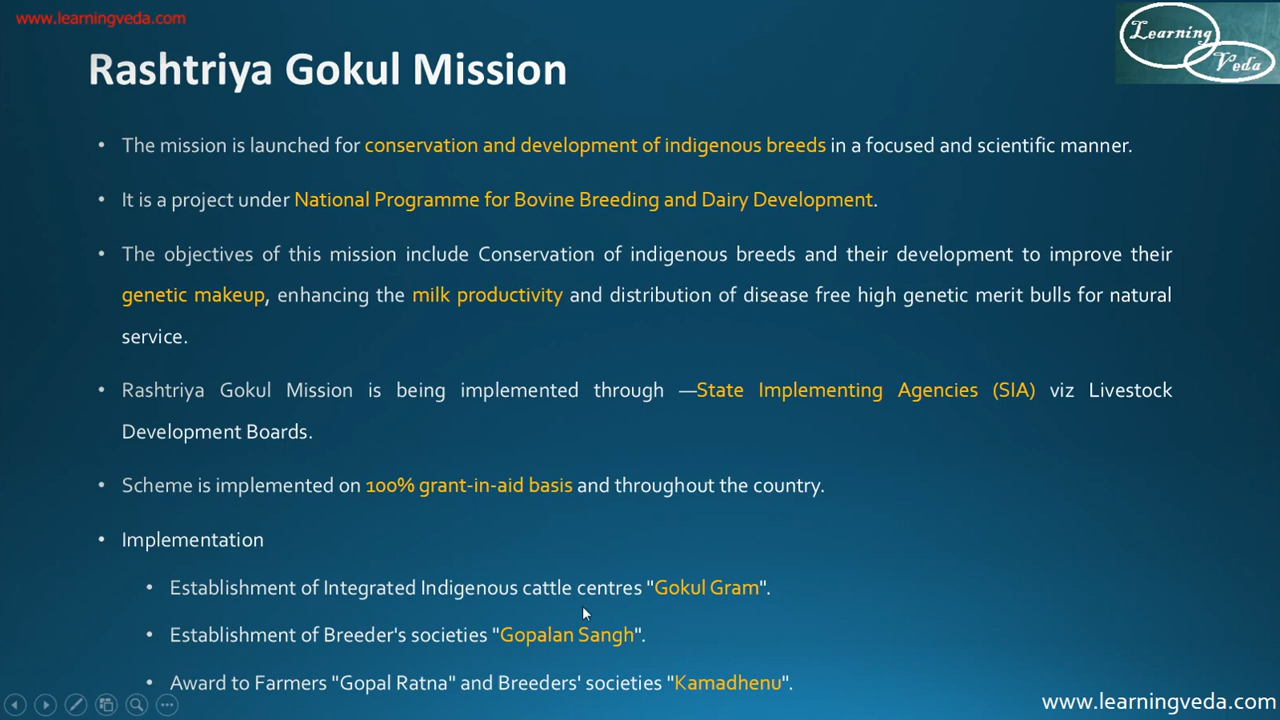 www.learningveda.com
Learning
Veda
Rashtriya Gokul Mission
• The mission is launched for conservation and development of indigenous breeds in a focused and scientific manner.
• It is a project under National Programme for Bovine Breeding and Dairy Development.
• The objectives of this mission include Conservation of indigenous breeds and their development to improve their
genetic makeup, enhancing the milk productivity and distribution of disease free high genetic merit bulls for natural
service.
• Rashtriya Gokul Mission is being implemented through —State Implementing Agencies (SIA) viz Livestock
Development Boards.
• Scheme is implemented on 100% grant-in-aid basis and throughout the country.
• Implementation
• Establishment of Integrated Indigenous cattle centres "Gokul Gram".
• Establishment of Breeder's societies "Gopalan Sangh".
• Award to Farmers "Gopal Ratna" and Breeders' societies "Kamadhenu".
www.learningveda.com